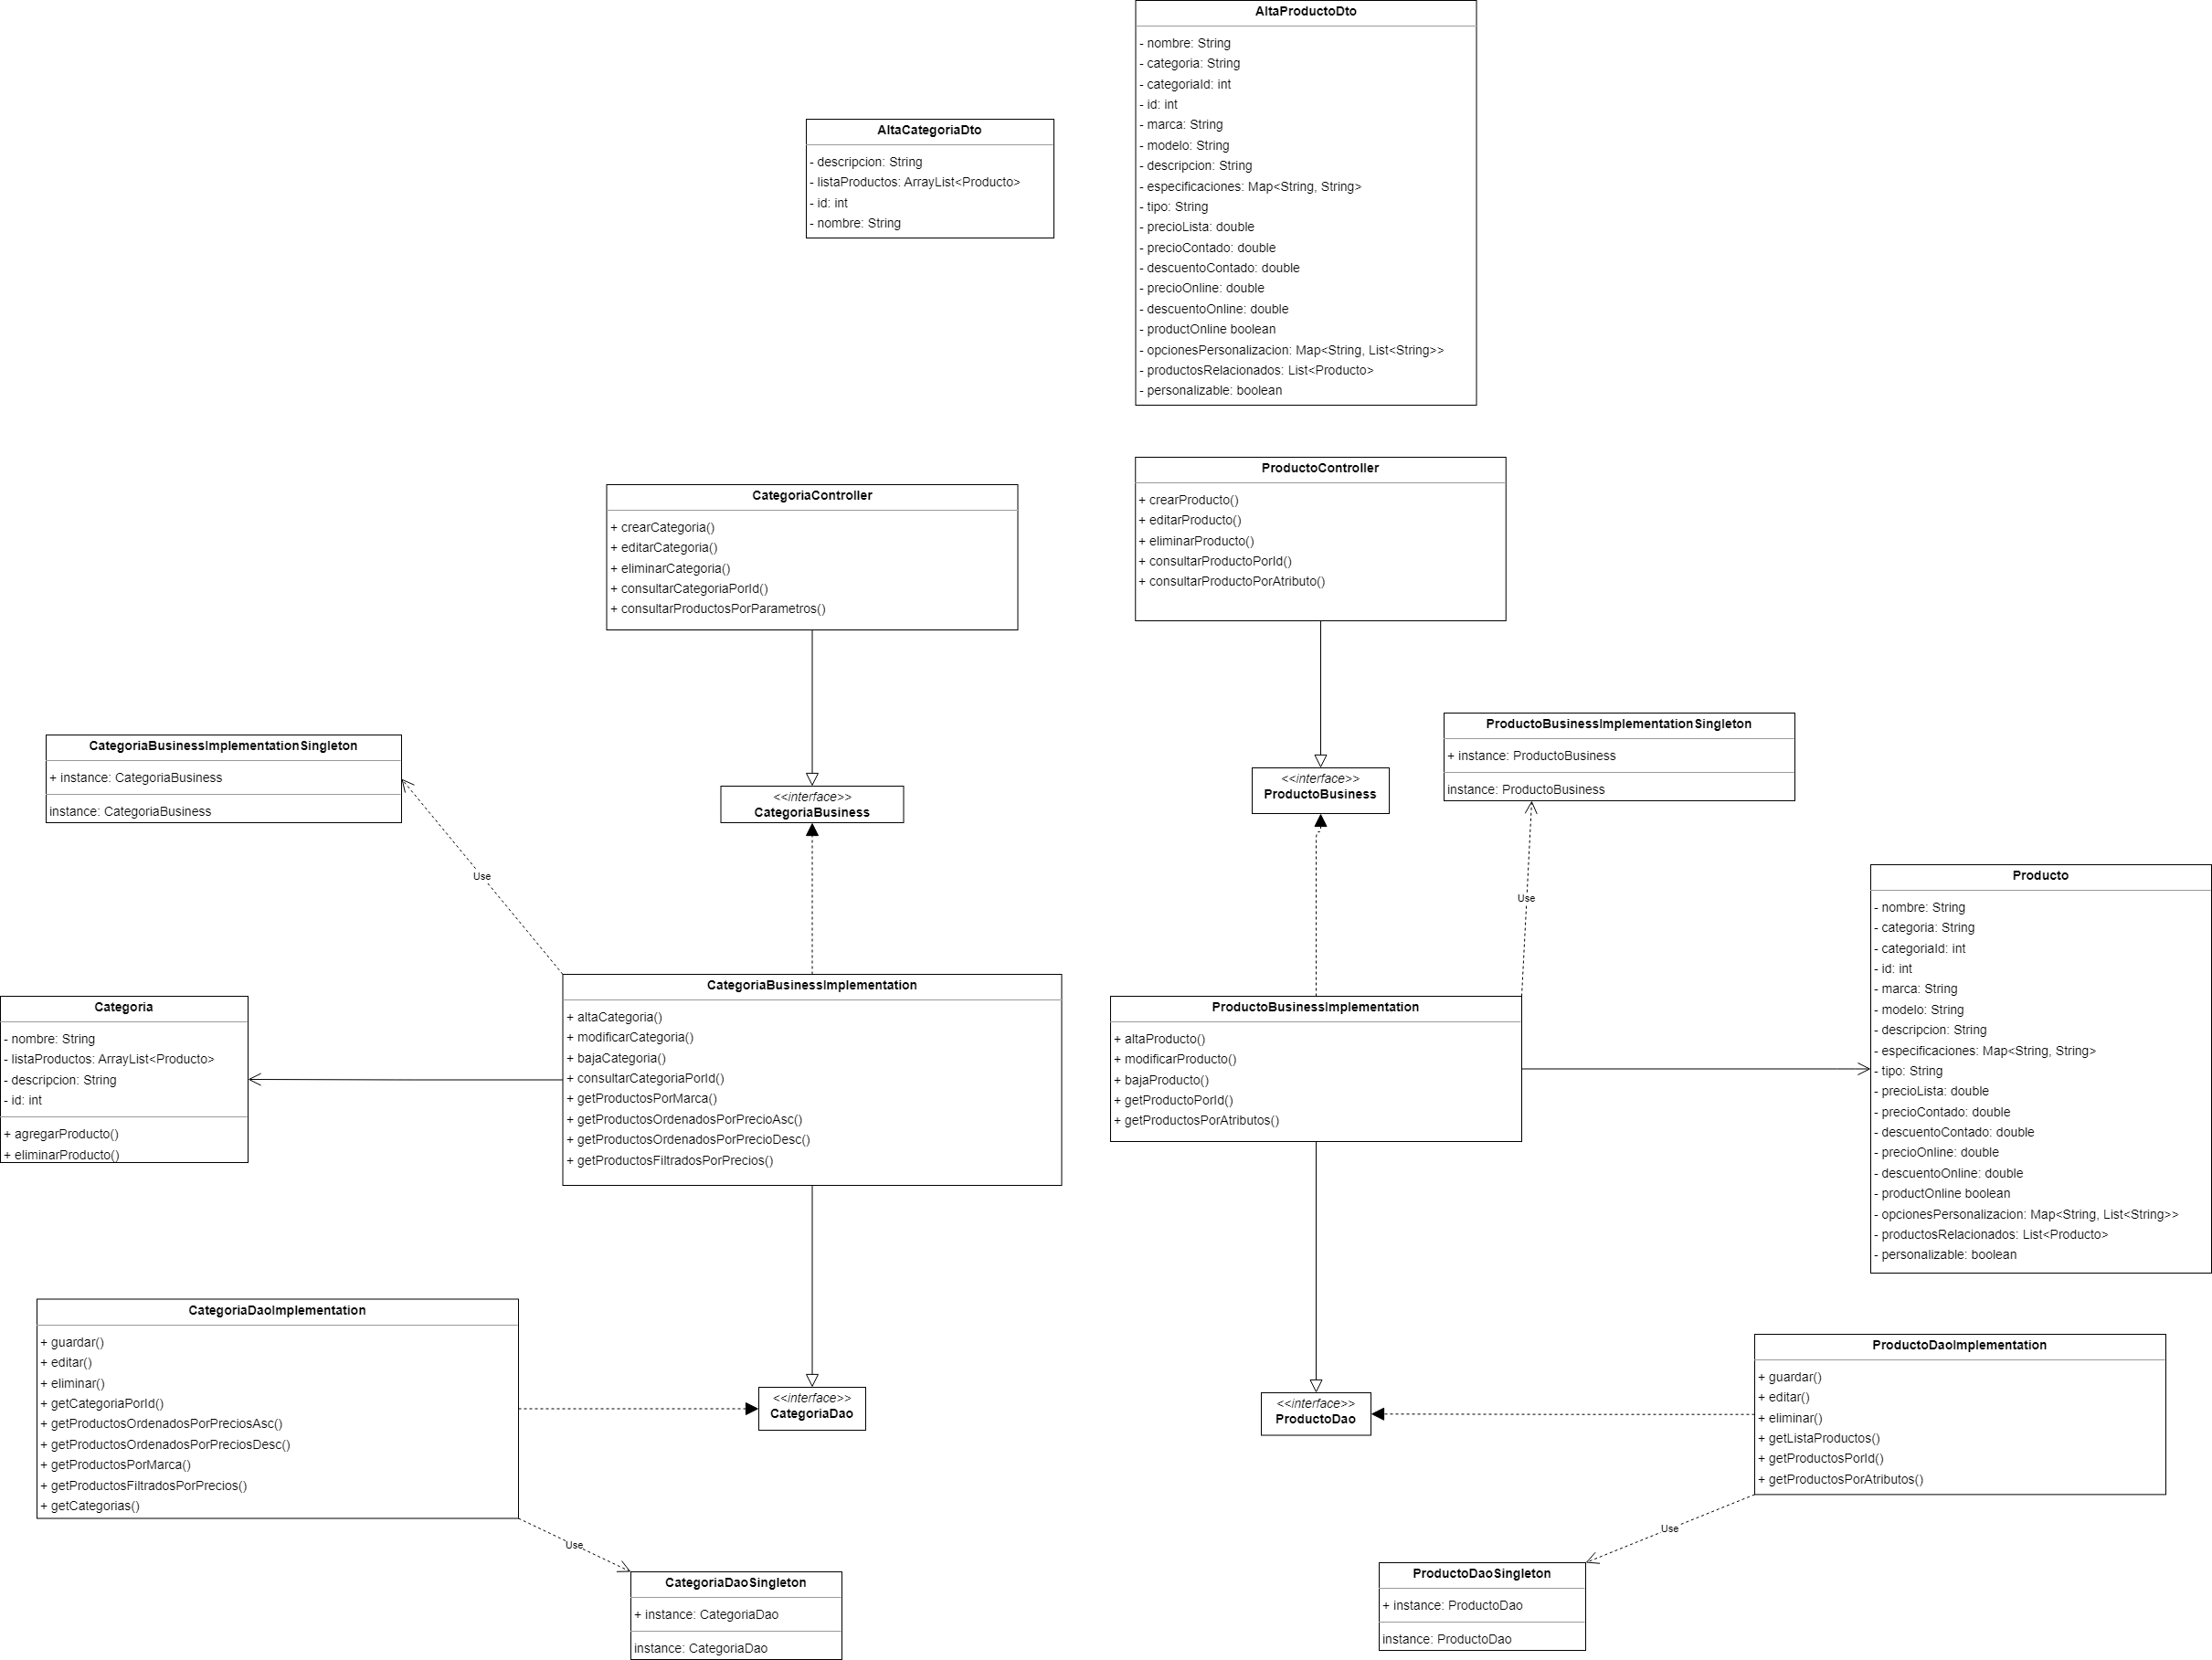 AltaProductoDto
- nombre: String
- categoria: String
- categoriaId: int
- id: int
- marca: String
- modelo: String
- descripcion: String
- especificaciones: Map<String, String>
- tipo: String
- precioLista: double
- precioContado: double
- descuentoContado: double
- precioOnline: double
- descuentoOnline: double
- productOnline boolean
- opcionesPersonalizacion: Map<String, List<String>>
- productosRelacionados: List<Producto>
- personalizable: boolean
AltaCategoriaDto
- descripcion: String
- listaProductos: ArrayList<Producto>
- id: int
- nombre: String
CategoriaController
+ crearCategoria()
+ editarCategoria()
+ eliminarCategoria()
+ consultarCategoriaPorId()
+ consultarProductosPorParametros()
ProductoController
+ crearProducto()
+ editarProducto()
+ eliminarProducto()
+ consultarProductoPorId()
+ consultarProductoPorAtributo()
CategoriaBusinessImplementationSingleton
+ instance: CategoriaBusiness
instance: CategoriaBusiness
<<interface>>
CategoriaBusiness
<<interface>>
ProductoBusiness
ProductoBusinessImplementationSingleton
+ instance: ProductoBusiness
instance: ProductoBusiness
Use
Use
Categoria
- nombre: String
- listaProductos: ArrayList<Producto>
- descripcion: String
- id: int
+ agregarProducto()
+ eliminarProducto()
CategoriaBusinessImplementation
+ altaCategoria()
+ modificarCategoria()
+ bajaCategoria()
+ consultarCategoriaPorId()
+ getProductosPorMarca()
+ getProductosOrdenadosPorPrecioAsc()
+ getProductosOrdenadosPorPrecioDesc()
+ getProductosFiltradosPorPrecios()
ProductoBusinessImplementation
+ altaProducto()
+ modificarProducto()
+ bajaProducto()
+ getProductoPorId()
+ getProductosPorAtributos()
Producto
- nombre: String
- categoria: String
- categoriaId: int
- id: int
- marca: String
- modelo: String
- descripcion: String
- especificaciones: Map<String, String>
- tipo: String
- precioLista: double
- precioContado: double
- descuentoContado: double
- precioOnline: double
- descuentoOnline: double
- productOnline boolean
- opcionesPersonalizacion: Map<String, List<String>>
- productosRelacionados: List<Producto>
- personalizable: boolean
CategoriaDaoImplementation
+ guardar()
+ editar()
+ eliminar()
+ getCategoriaPorId()
+ getProductosOrdenadosPorPreciosAsc()
+ getProductosOrdenadosPorPreciosDesc()
+ getProductosPorMarca()
+ getProductosFiltradosPorPrecios()
+ getCategorias()
<<interface>>
CategoriaDao
<<interface>>
ProductoDao
ProductoDaoImplementation
+ guardar()
+ editar()
+ eliminar()
+ getListaProductos()
+ getProductosPorId()
+ getProductosPorAtributos()
Use
Use
CategoriaDaoSingleton
+ instance: CategoriaDao
instance: CategoriaDao
ProductoDaoSingleton
+ instance: ProductoDao
instance: ProductoDao